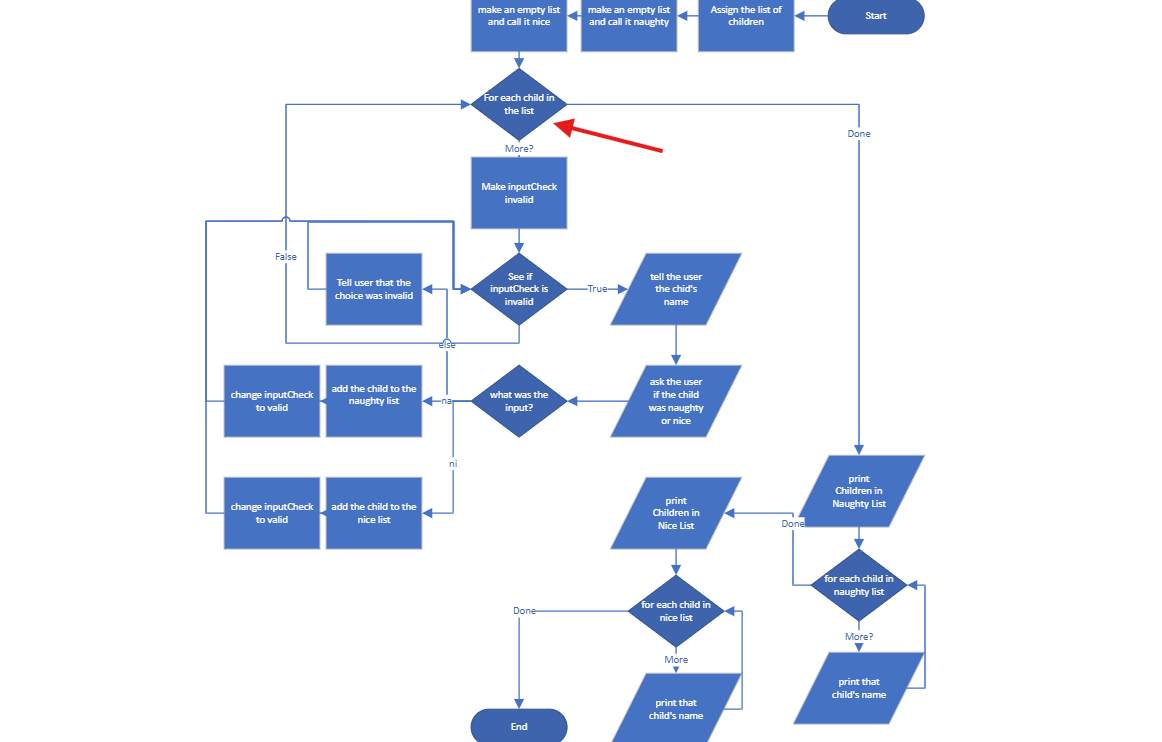 make an empty list
and call it nice
make an empty list
and call it naughty
Assign the list of
children
Start
For each child in
the list
Done
More?
Make inputCheck
invalid
False
Tell user that the
choice was invalid
See if
inputCheck is
invalid
True
tell the user
the chid's
name
else
change inputCheck
to valid
add the child to the
naughty list
na
what was the
input?
ask the user
if the child
was naughty
or nice
ni
change inputCheck
to valid
add the child to the
nice list
print
Children in
Nice List
Done
print
Children in
Naughty List
for each child in
naughty list
Done
for each child in
nice list
More?
More
print that
child's name
print that
child's name
End